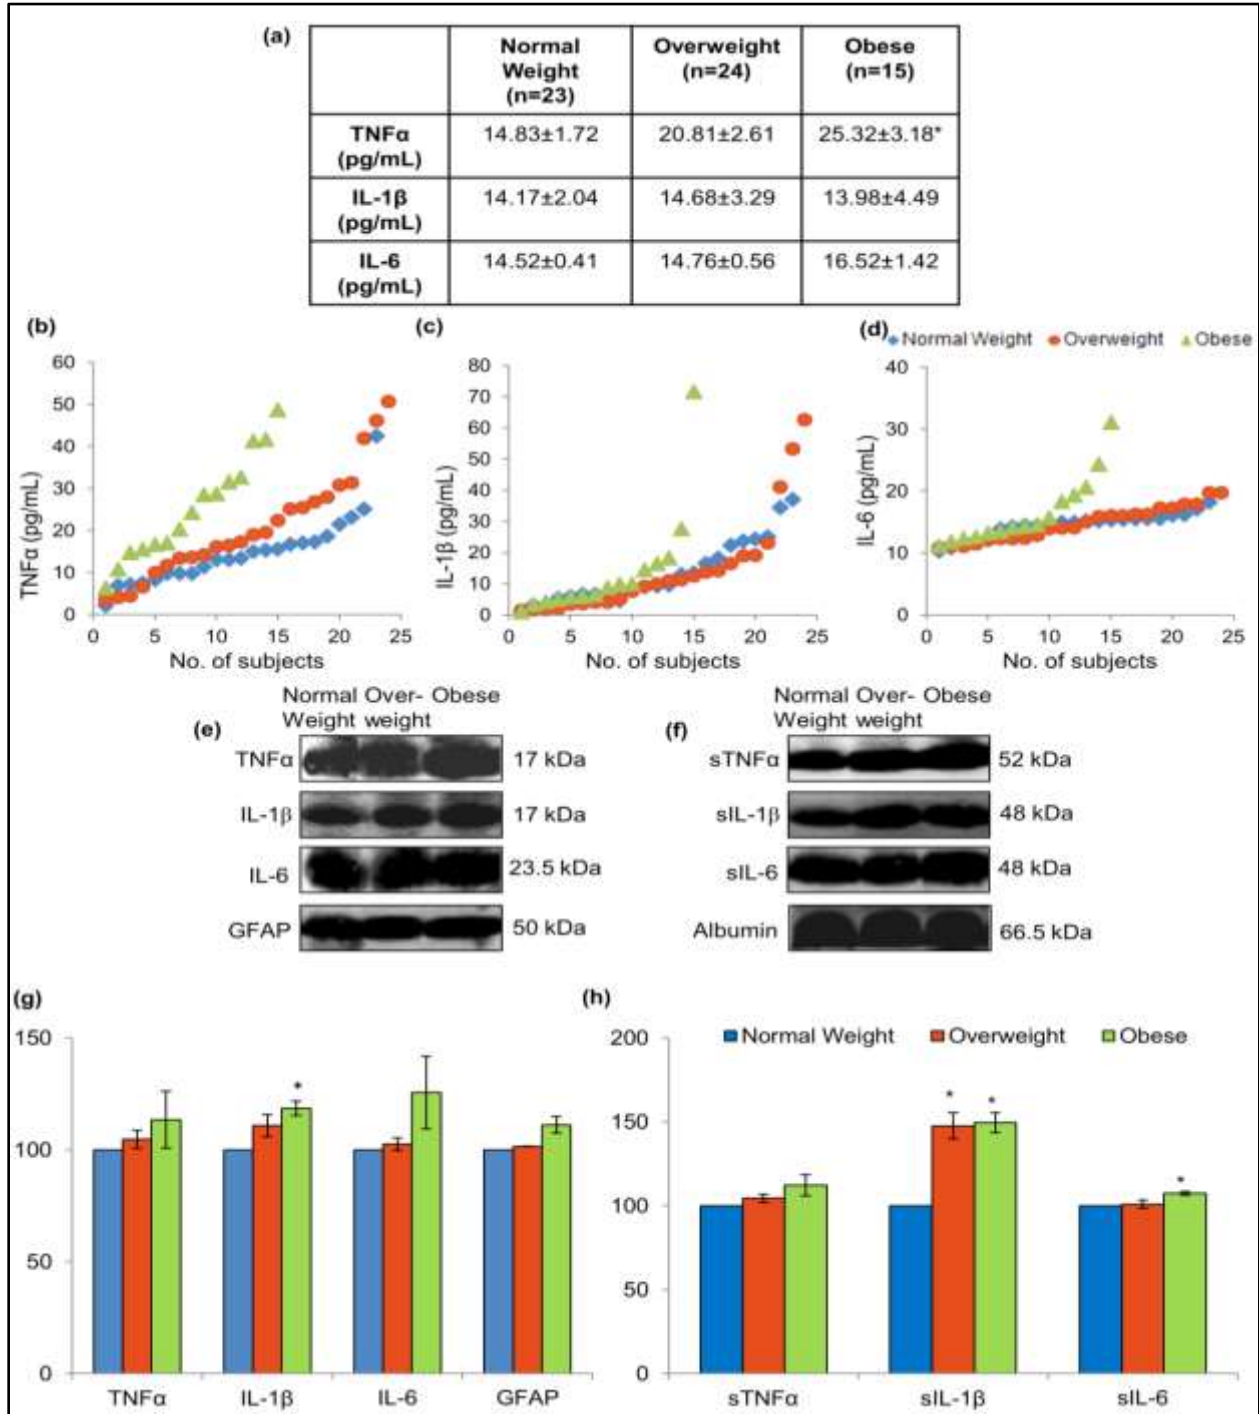 (a)
Normal Weight (n=23)
Overweight (n=24)
Obese (n=15)
TNFα (pg/mL)
14.83±1.72
20.81±2.61
25.32±3.18*
IL-1β (pg/mL)
14.17±2.04
14.68±3.29
13.98±4.49
IL-6 (pg/mL)
14.52±0.41
14.76±0.56
16.52±1.42
(b)
TNFα (pg/mL)
60
50
40
30
20
10
0
0 5 10 15 20 25
No. of subjects
(c)
IL-1β (pg/mL)
80
70
60
50
40
30
20
10
0
0 5 10 15 20 25
No. of subjects
(d)
Normal Weight Overweight Obese
IL-6 (pg/mL)
40
30
20
10
0
0 5 10 15 20 25
No. of subjects
(e)
Normal Over- Obese
Weight weight
TNFα 17 kDa
IL-1β 17 kDa
IL-6 23.5 kDa
GFAP 50 kDa
(f)
Normal Over- Obese
Weight weight
sTNFα 52 kDa
sIL-1β 48 kDa
sIL-6 48 kDa
Albumin 66.5 kDa
(g)
150
100
50
0
*
TNFα IL-1β IL-6 GFAP
(h)
Normal Weight Overweight Obese
200
150
100
50
0
* * *
sTNFα sIL-1β sIL-6